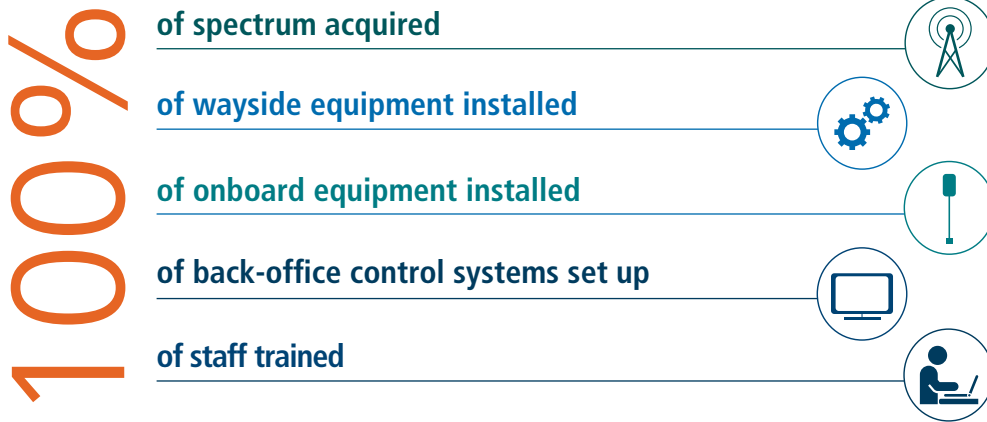 100%
of spectrum acquired
of wayside equipment installed
of onboard equipment installed
of back-office control systems set up
of staff trained